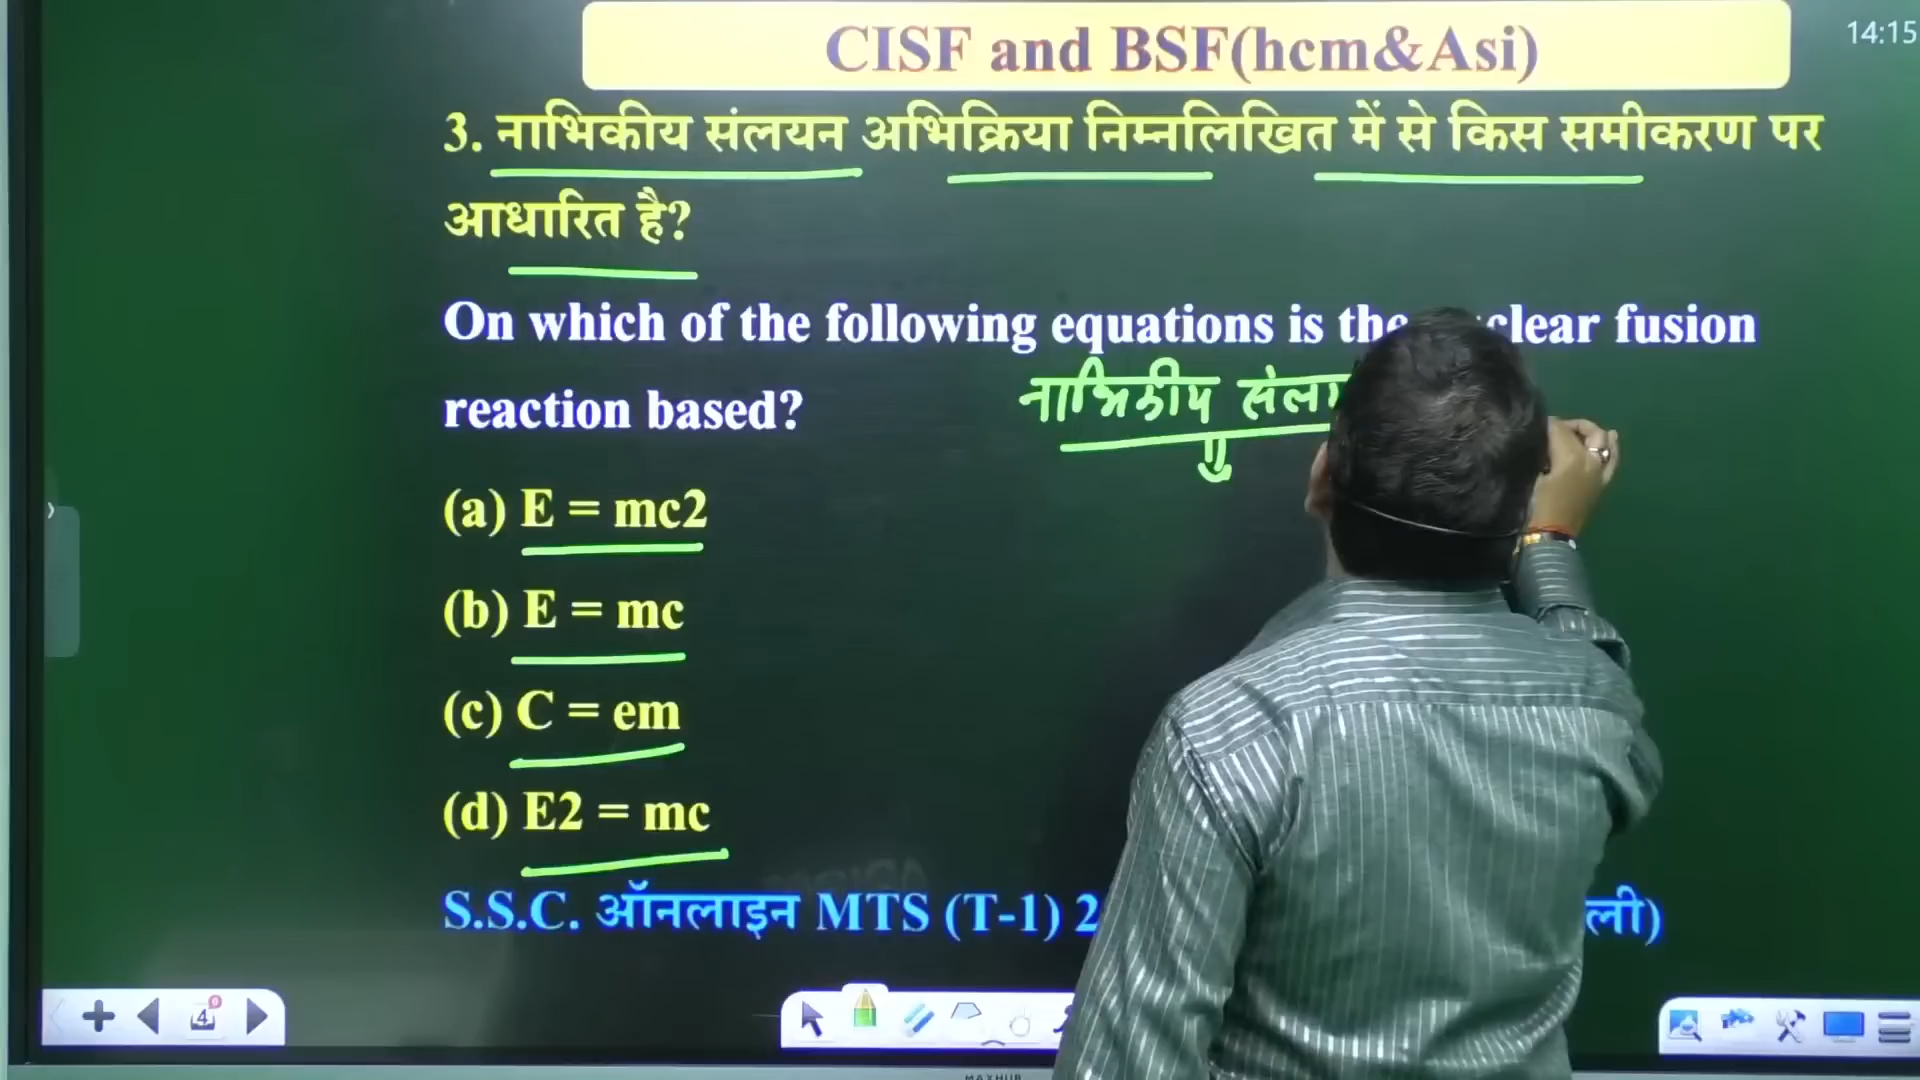 CISF and BSF(hcm&Asi)
14:15
3. नाभिकीय संलयन अभिक्रिया निम्नलिखित में से किस समीकरण पर
आधारित है?
On which of the following equations is the clear fusion
reaction based?
नाभिकीय
(a) E = mc2
(b) E = mc
(c) C = em
(d) E2 = mc
S.S.C. ऑनलाइन MTS (T-1) 2
4
MAXHUB